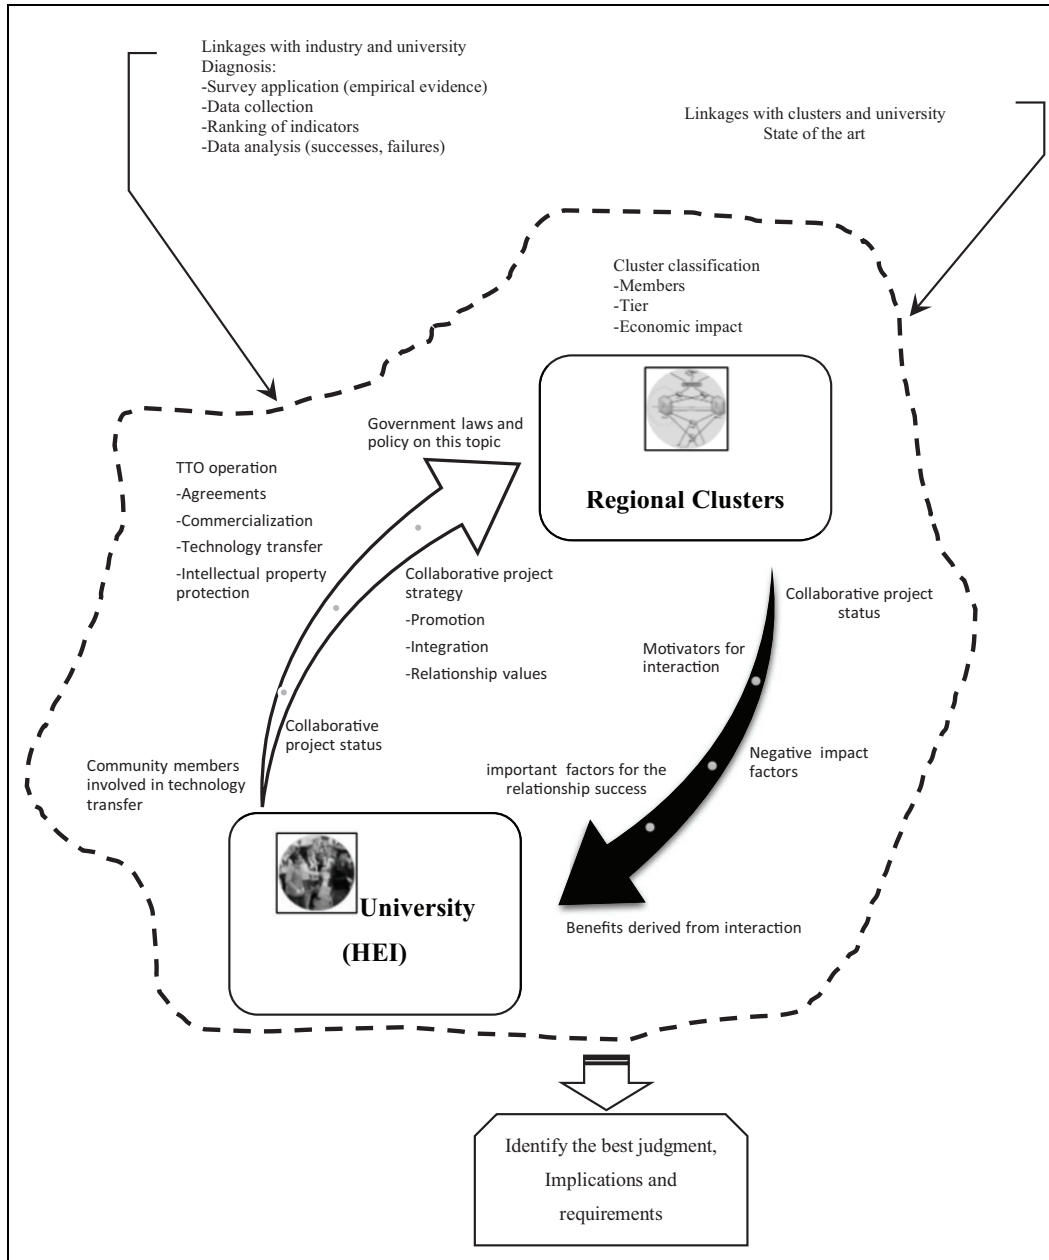 Linkages with industry and university
Diagnosis:
-Survey application (empirical evidence)
-Data collection
-Ranking of indicators
-Data analysis (successes, failures)
Linkages with clusters and university
State of the art
Cluster classification
-Members
-Tier
-Economic impact
Regional Clusters
Government laws and
policy on this topic
TTO operation
-Agreements
-Commercialization
-Technology transfer
-Intellectual property
protection
Collaborative project
strategy
-Promotion
-Integration
-Relationship values
Collaborative project
status
Motivators for
interaction
Collaborative
project status
Negative impact
factors
important factors for the
relationship success
Community members
involved in technology
transfer
University
(HEI)
Benefits derived from interaction
Identify the best judgment,
Implications and
requirements